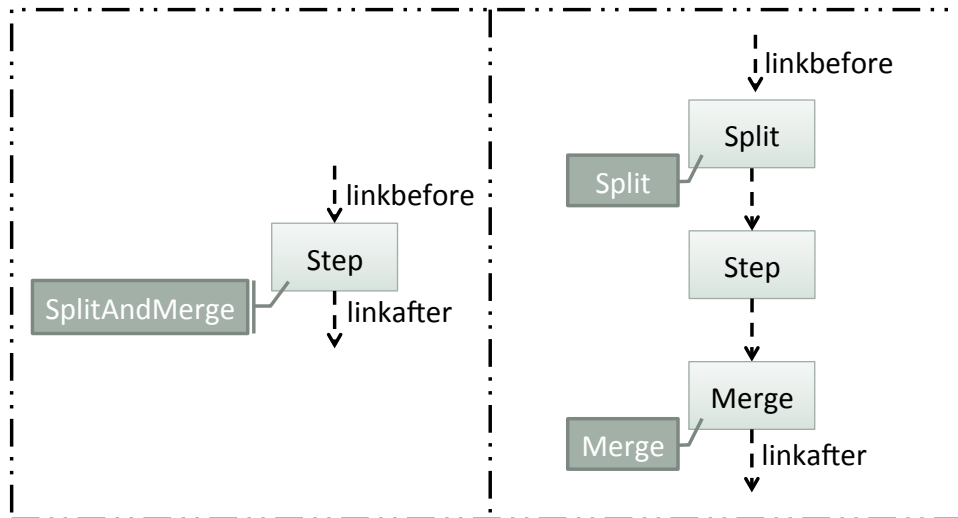 linkbefore
Step
SplitAndMerge
linkafter
linkbefore
Split
Split
Step
Merge
Merge
linkafter